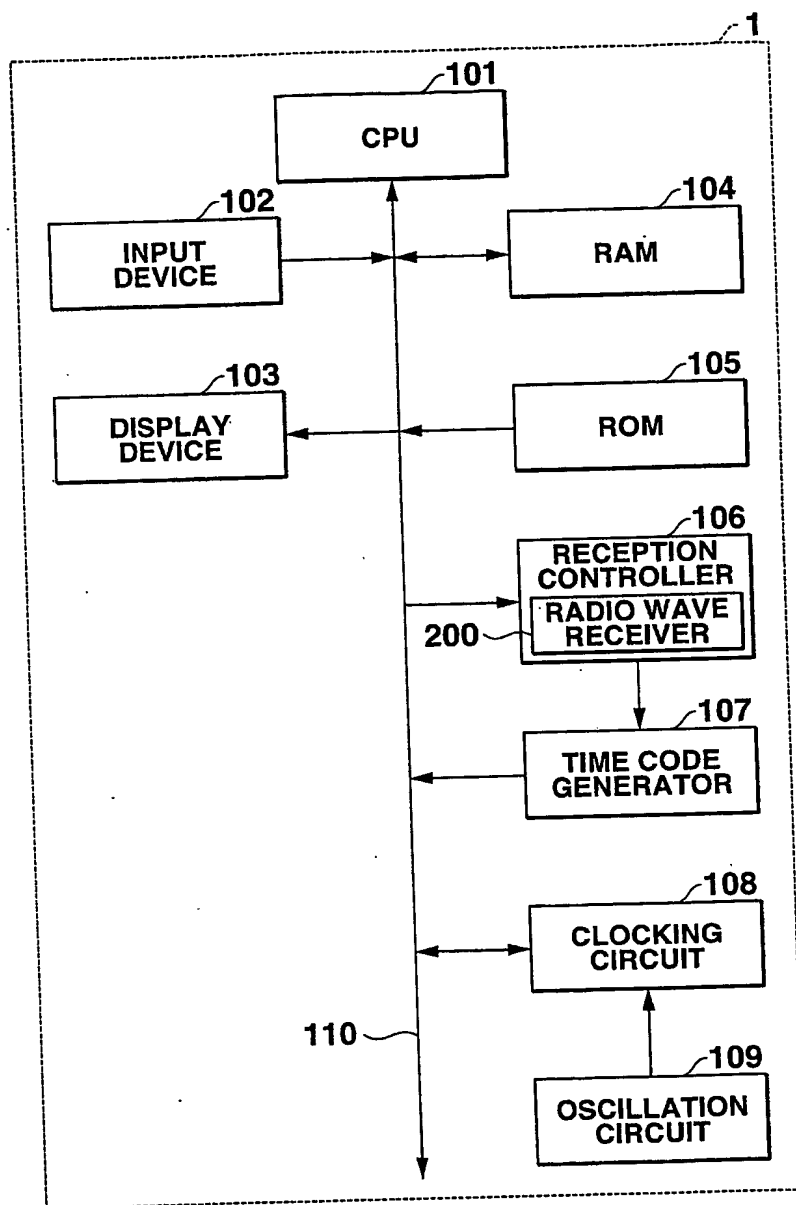 1
101
CPU
102
INPUT
DEVICE
104
RAM
103
DISPLAY
DEVICE
105
ROM
106
RECEPTION
CONTROLLER
RADIO WAVE
RECEIVER
200
107
TIME CODE
GENERATOR
108
CLOCKING
CIRCUIT
110
109
OSCILLATION
CIRCUIT